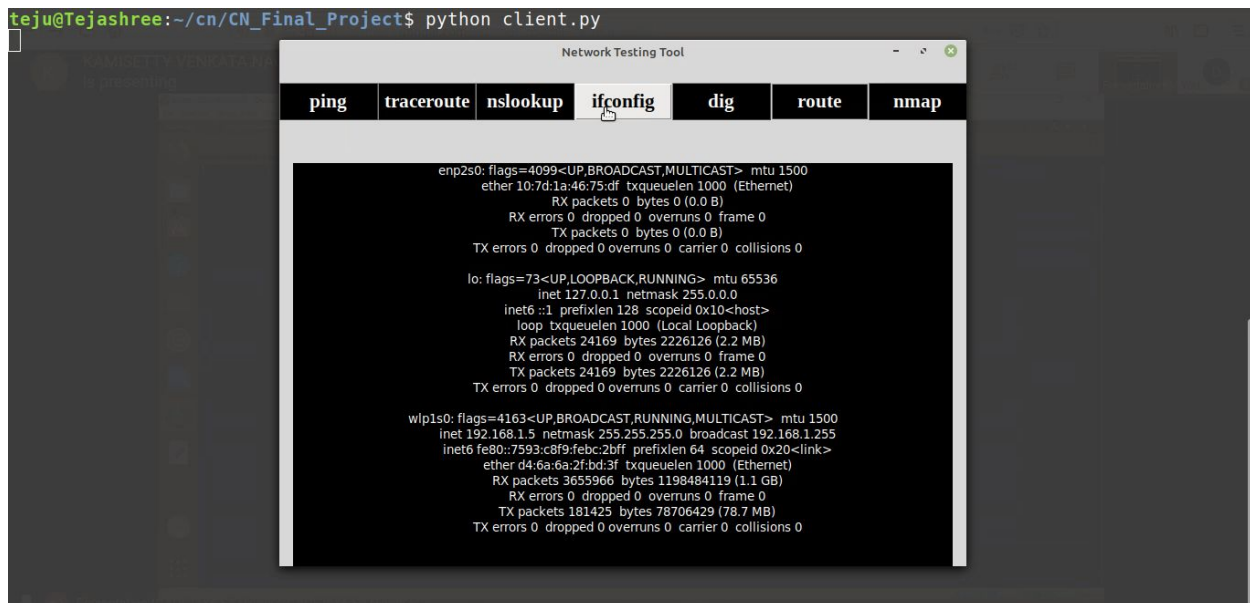 teju@Tejashree:~/cn/CN_Final_Project$ python client.py
KAMISETTY VENKATA
is presenting
Network Testing Tool
ping traceroute nslookup ifconfig dig route nmap
enp2s0: flags=4099<UP,BROADCAST,MULTICAST> mtu 1500
ether 10:7d:1a:46:75:df txqueuelen 1000 (Ethernet)
RX packets 0 bytes 0 (0.0 B)
RX errors 0 dropped 0 overruns 0 frame 0
TX packets 0 bytes 0 (0.0 B)
TX errors 0 dropped 0 overruns 0 carrier 0 collisions 0
lo: flags=73<UP,LOOPBACK,RUNNING> mtu 65536
inet 127.0.0.1 netmask 255.0.0.0
inet6 ::1 prefixlen 128 scopeid 0x10<host>
loop txqueuelen 1000 (Local Loopback)
RX packets 24169 bytes 2226126 (2.2 MB)
RX errors 0 dropped 0 overruns 0 frame 0
TX packets 24169 bytes 2226126 (2.2 MB)
TX errors 0 dropped 0 overruns 0 carrier 0 collisions 0
wlp1s0: flags=4163<UP,BROADCAST,RUNNING,MULTICAST> mtu 1500
inet 192.168.1.5 netmask 255.255.255.0 broadcast 192.168.1.255
inet6 fe80::7593:c8f9:febc:2bff prefixlen 64 scopeid 0x20<link>
ether d4:6a:6a:2f:bd:3f txqueuelen 1000 (Ethernet)
RX packets 3655966 bytes 1198484119 (1.1 GB)
RX errors 0 dropped 0 overruns 0 frame 0
TX packets 181425 bytes 78706429 (78.7 MB)
TX errors 0 dropped 0 overruns 0 carrier 0 collisions 0